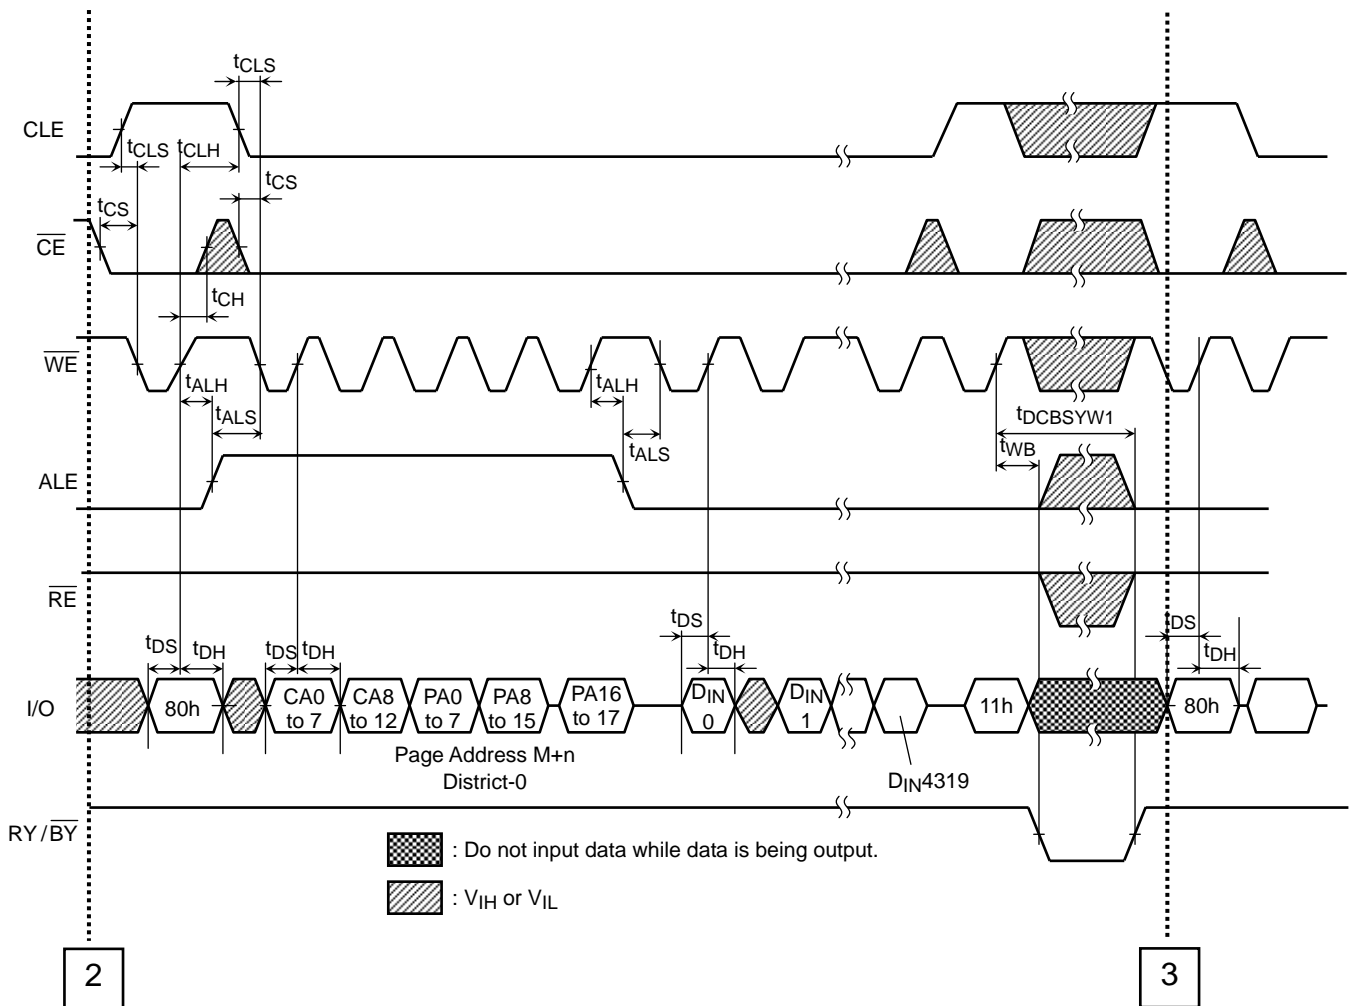 tCLS
CLE
tCLS
tCLH
tCS
tCS
CE
tCH
WE
tALH
tALS
tALH
tALS
tDCBSYW1
tWB
ALE
RE
tDS
tDH
tDS
tDH
tDS
tDH
DS
tDH
I/O
80h
CA0
to 7
CA8
to 12
PA0
to 7
PA8
to 15
PA16
to 17
DIN
0
DIN
1
11h
80h
Page Address M+n
District-0
DIN4319
RY/BY
: Do not input data while data is being output.
: VIH or VIL
2
3